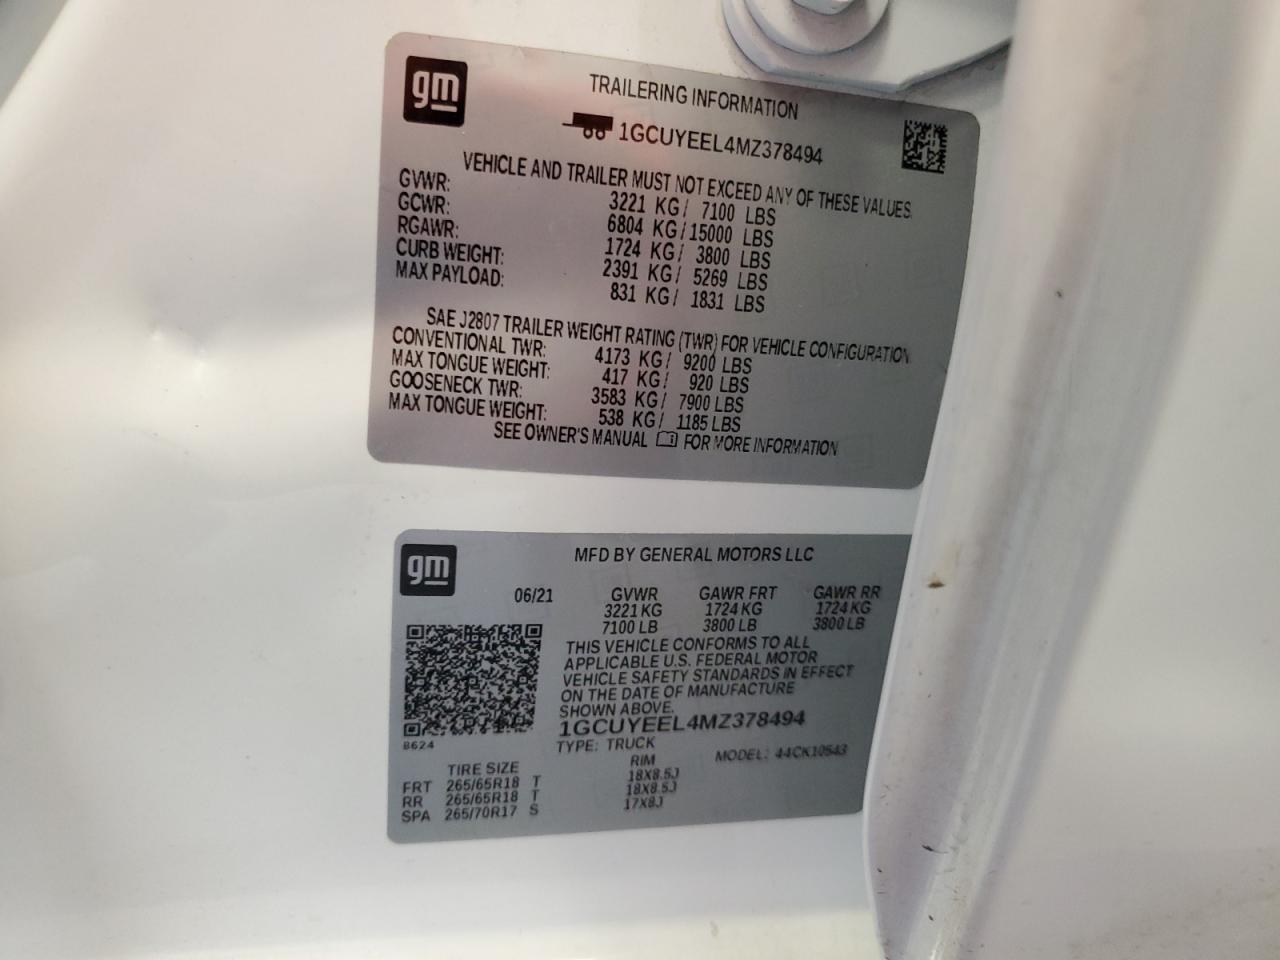 gm
TRAILERING INFORMATION
1GCUYEEL4MZ378494
VEHICLE AND TRAILER MUST NOT EXCEED ANY OF THESE VALUES.
GVWR: 3221 KG/ 7100 LBS
GCWR: 6804 KG/15000 LBS
RGAWR: 1724 KG/ 3800 LBS
CURB WEIGHT: 2391 KG/ 5269 LBS
MAX PAYLOAD: 831 KG/ 1831 LBS
SAE J2807 TRAILER WEIGHT RATING (TWR) FOR VEHICLE CONFIGURATION
CONVENTIONAL TWR: 4173 KG/ 9200 LBS
MAX TONGUE WEIGHT: 417 KG/ 920 LBS
GOOSENECK TWR: 3583 KG/ 7900 LBS
MAX TONGUE WEIGHT: 538 KG/ 1185 LBS
SEE OWNER'S MANUAL FOR MORE INFORMATION
gm
MFD BY GENERAL MOTORS LLC
06/21 GVWR GAWR FRT GAWR RR
3221 KG 1724 KG 1724 KG
7100 LB 3800 LB 3800 LB
THIS VEHICLE CONFORMS TO ALL
APPLICABLE U.S. FEDERAL MOTOR
VEHICLE SAFETY STANDARDS IN EFFECT
ON THE DATE OF MANUFACTURE
SHOWN ABOVE.
1GCUYEEL4MZ378494
8624
TYPE: TRUCK MODEL: 44CK10543
TIRE SIZE RIM
FRT 265/65R18 T 18X8.5J
RR 265/65R18 T 18X8.5J
SPA 265/70R17 S 17X8J